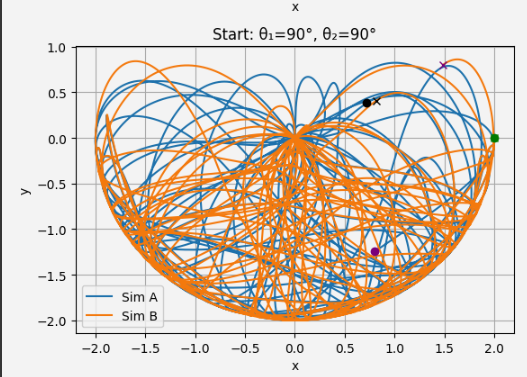 x
Start: θ₁=90°, θ₂=90°
1.0
0.5
0.0
−0.5
−1.0
−1.5
−2.0
y
Sim A
Sim B
−2.0 −1.5 −1.0 −0.5 0.0 0.5 1.0 1.5 2.0
x